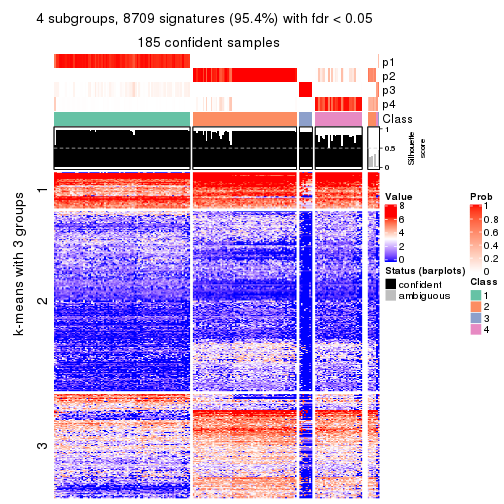 4 subgroups, 8709 signatures (95.4%) with fdr < 0.05
185 confident samples
p1
p2
p3
p4
Class
1
0.5
0
Silhouette
score
k-means with 3 groups
1
2
3
Value
8
6
4
2
0
Status (barplots)
confident
ambiguous
Prob
1
0.8
0.6
0.4
0.2
0
Class
1
2
3
4